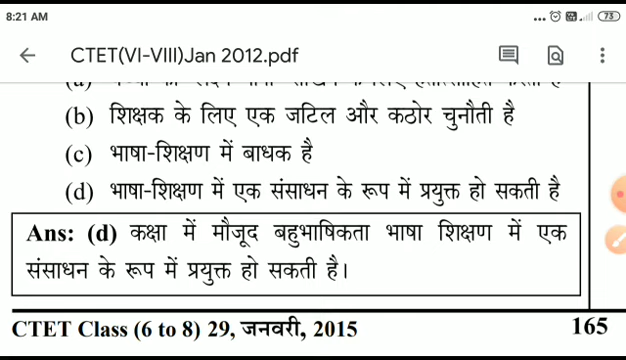 8:21 AM
73
CTET(VI-VIII)Jan 2012.pdf
(b) शिक्षक के लिए एक जटिल और कठोर चुनौती है
(c) भाषा-शिक्षण में बाधक है
(d) भाषा-शिक्षण में एक संसाधन के रूप में प्रयुक्त हो सकती है
Ans: (d) कक्षा में मौजूद बहुभाषिकता भाषा शिक्षण में एक
संसाधन के रूप में प्रयुक्त हो सकती है।
CTET Class (6 to 8) 29, जनवरी, 2015 165